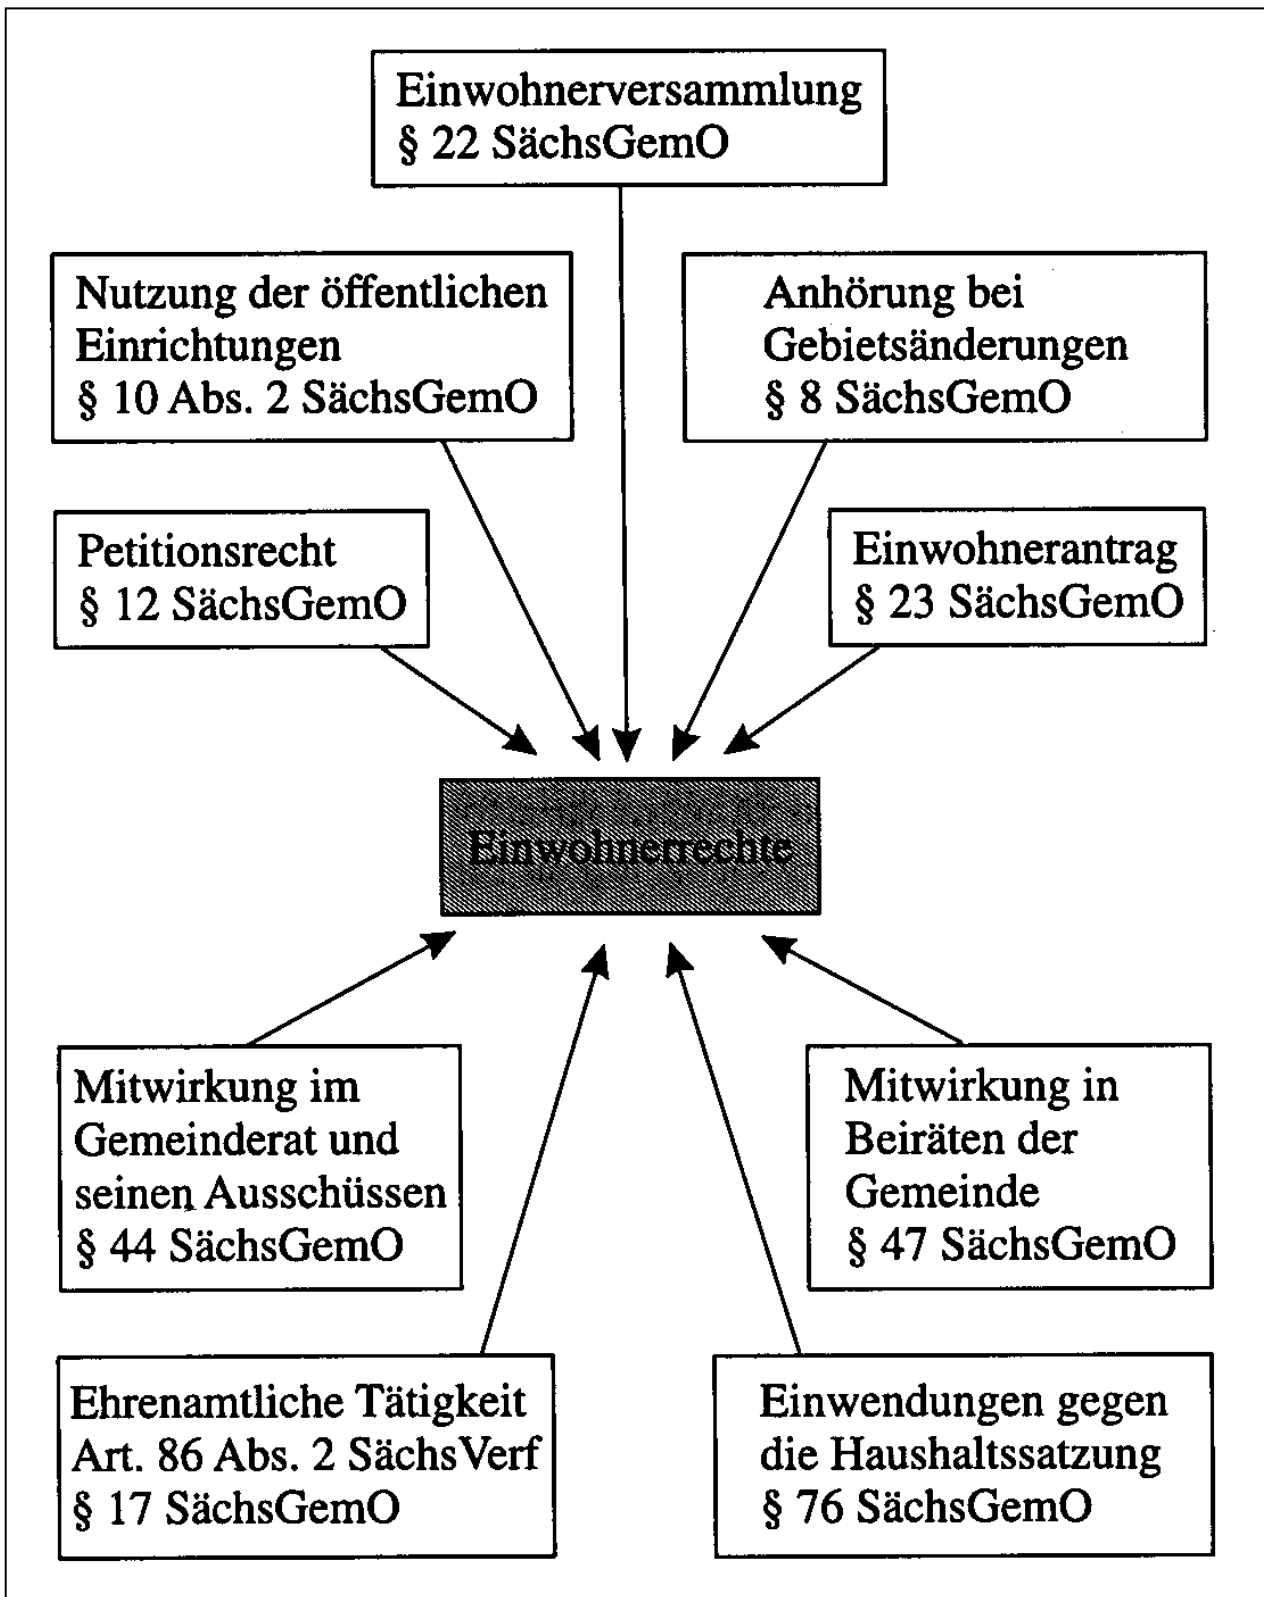 Einwohnerversammlung
§ 22 SächsGemO
Nutzung der öffentlichen
Einrichtungen
§ 10 Abs. 2 SächsGemO
Anhörung bei
Gebietsänderungen
§ 8 SächsGemO
Petitionsrecht
§ 12 SächsGemO
Einwohnerantrag
§ 23 SächsGemO
Einwohnerrechte
Mitwirkung im
Gemeinderat und
seinen Ausschüssen
§ 44 SächsGemO
Mitwirkung in
Beiräten der
Gemeinde
§ 47 SächsGemO
Ehrenamtliche Tätigkeit
Art. 86 Abs. 2 SächsVerf
§ 17 SächsGemO
Einwendungen gegen
die Haushaltssatzung
§ 76 SächsGemO